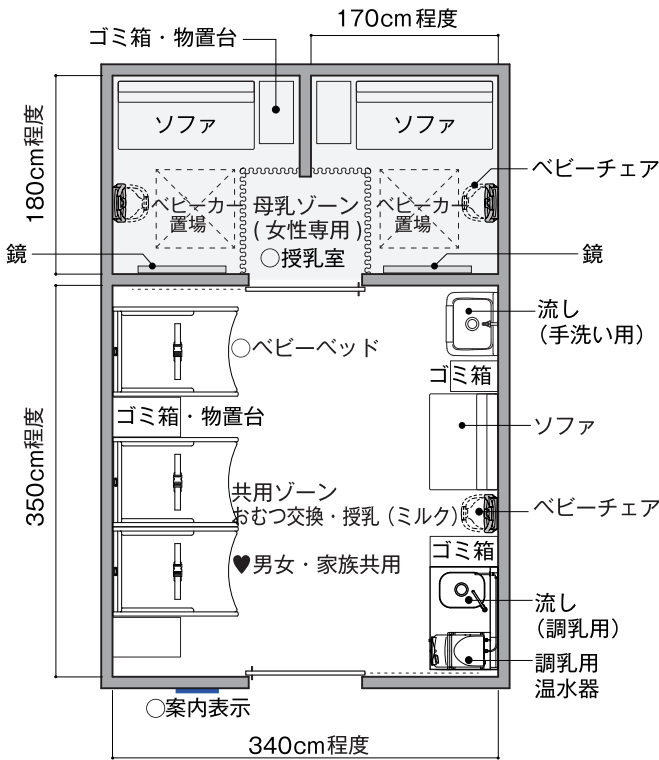 170cm程度
ゴミ箱・物置台
ソファ
ソファ
180cm程度
ベビーチェア
ベビーカー
置場
母乳ゾーン
(女性専用)
○授乳室
ベビーカー
置場
鏡
鏡
流し
(手洗い用)
○ベビーベッド
ゴミ箱
ゴミ箱・物置台
ソファ
350cm程度
共用ゾーン
おむつ交換・授乳(ミルク)
ベビーチェア
ゴミ箱
♥男女・家族共用
流し
(調乳用)
調乳用
温水器
○案内表示
340cm程度